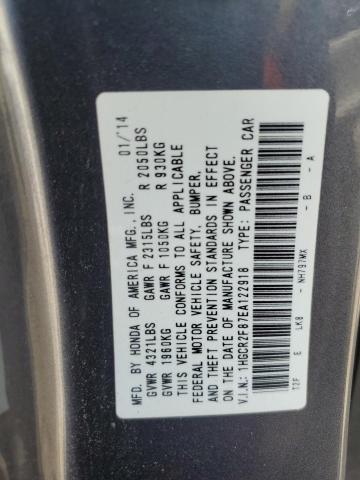 MFD. BY HONDA OF AMERICA MFG., INC. 01/'14
GVWR 4321LBS GAWR F 2315LBS R 2050LBS
GVWR 1960KG GAWR F 1050KG R 930KG
THIS VEHICLE CONFORMS TO ALL APPLICABLE
FEDERAL MOTOR VEHICLE SAFETY, BUMPER,
AND THEFT PREVENTION STANDARDS IN EFFECT
ON THE DATE OF MANUFACTURE SHOWN ABOVE.
V.I.N.: 1HGCR2F87EA122918 TYPE: PASSENGER CAR
12F E LK8 - NH797MX - B - A